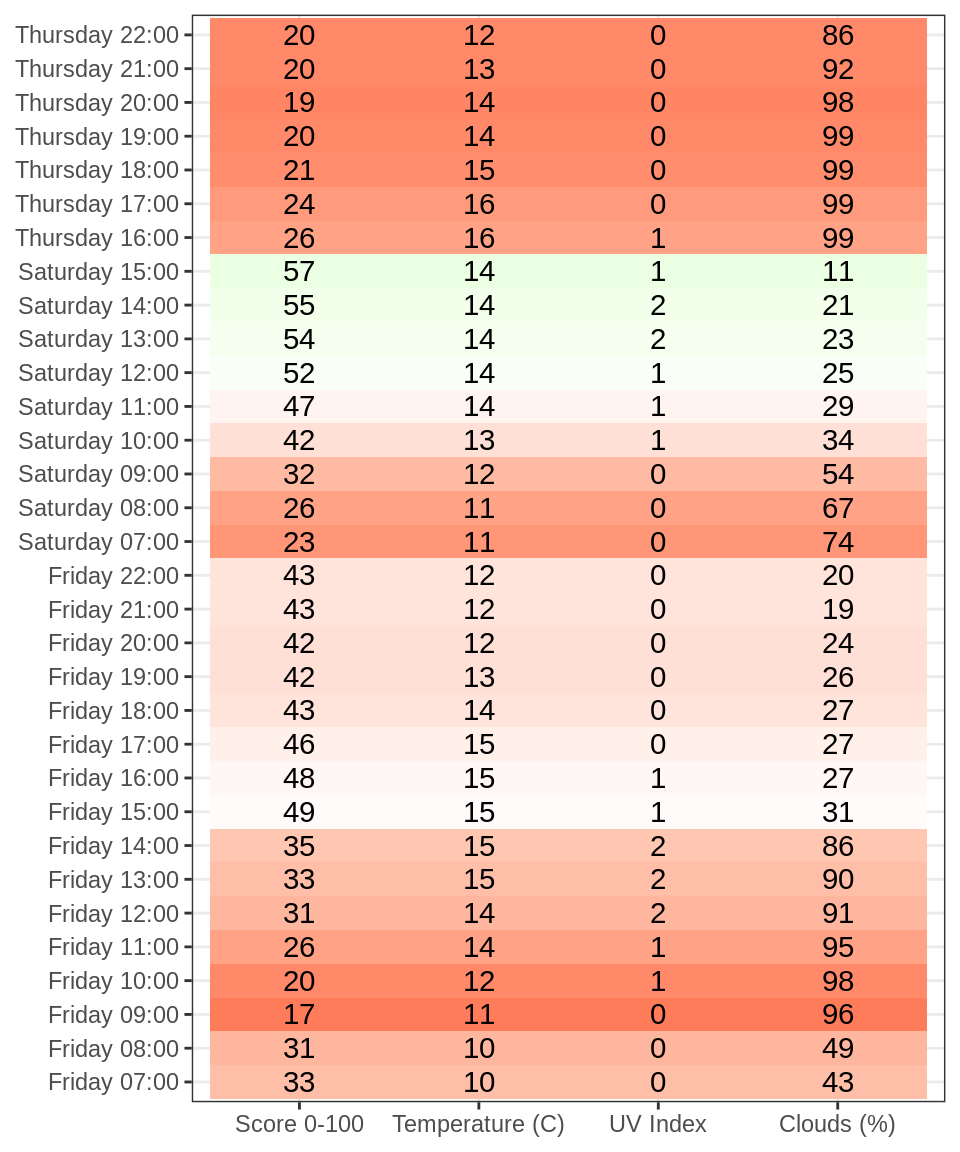 Thursday 22:00 20 12 0 86
Thursday 21:00 20 13 0 92
Thursday 20:00 19 14 0 98
Thursday 19:00 20 14 0 99
Thursday 18:00 21 15 0 99
Thursday 17:00 24 16 0 99
Thursday 16:00 26 16 1 99
Saturday 15:00 57 14 1 11
Saturday 14:00 55 14 2 21
Saturday 13:00 54 14 2 23
Saturday 12:00 52 14 1 25
Saturday 11:00 47 14 1 29
Saturday 10:00 42 13 1 34
Saturday 09:00 32 12 0 54
Saturday 08:00 26 11 0 67
Saturday 07:00 23 11 0 74
Friday 22:00 43 12 0 20
Friday 21:00 43 12 0 19
Friday 20:00 42 12 0 24
Friday 19:00 42 13 0 26
Friday 18:00 43 14 0 27
Friday 17:00 46 15 0 27
Friday 16:00 48 15 1 27
Friday 15:00 49 15 1 31
Friday 14:00 35 15 2 86
Friday 13:00 33 15 2 90
Friday 12:00 31 14 2 91
Friday 11:00 26 14 1 95
Friday 10:00 20 12 1 98
Friday 09:00 17 11 0 96
Friday 08:00 31 10 0 49
Friday 07:00 33 10 0 43
Score 0-100 Temperature (C) UV Index Clouds (%)